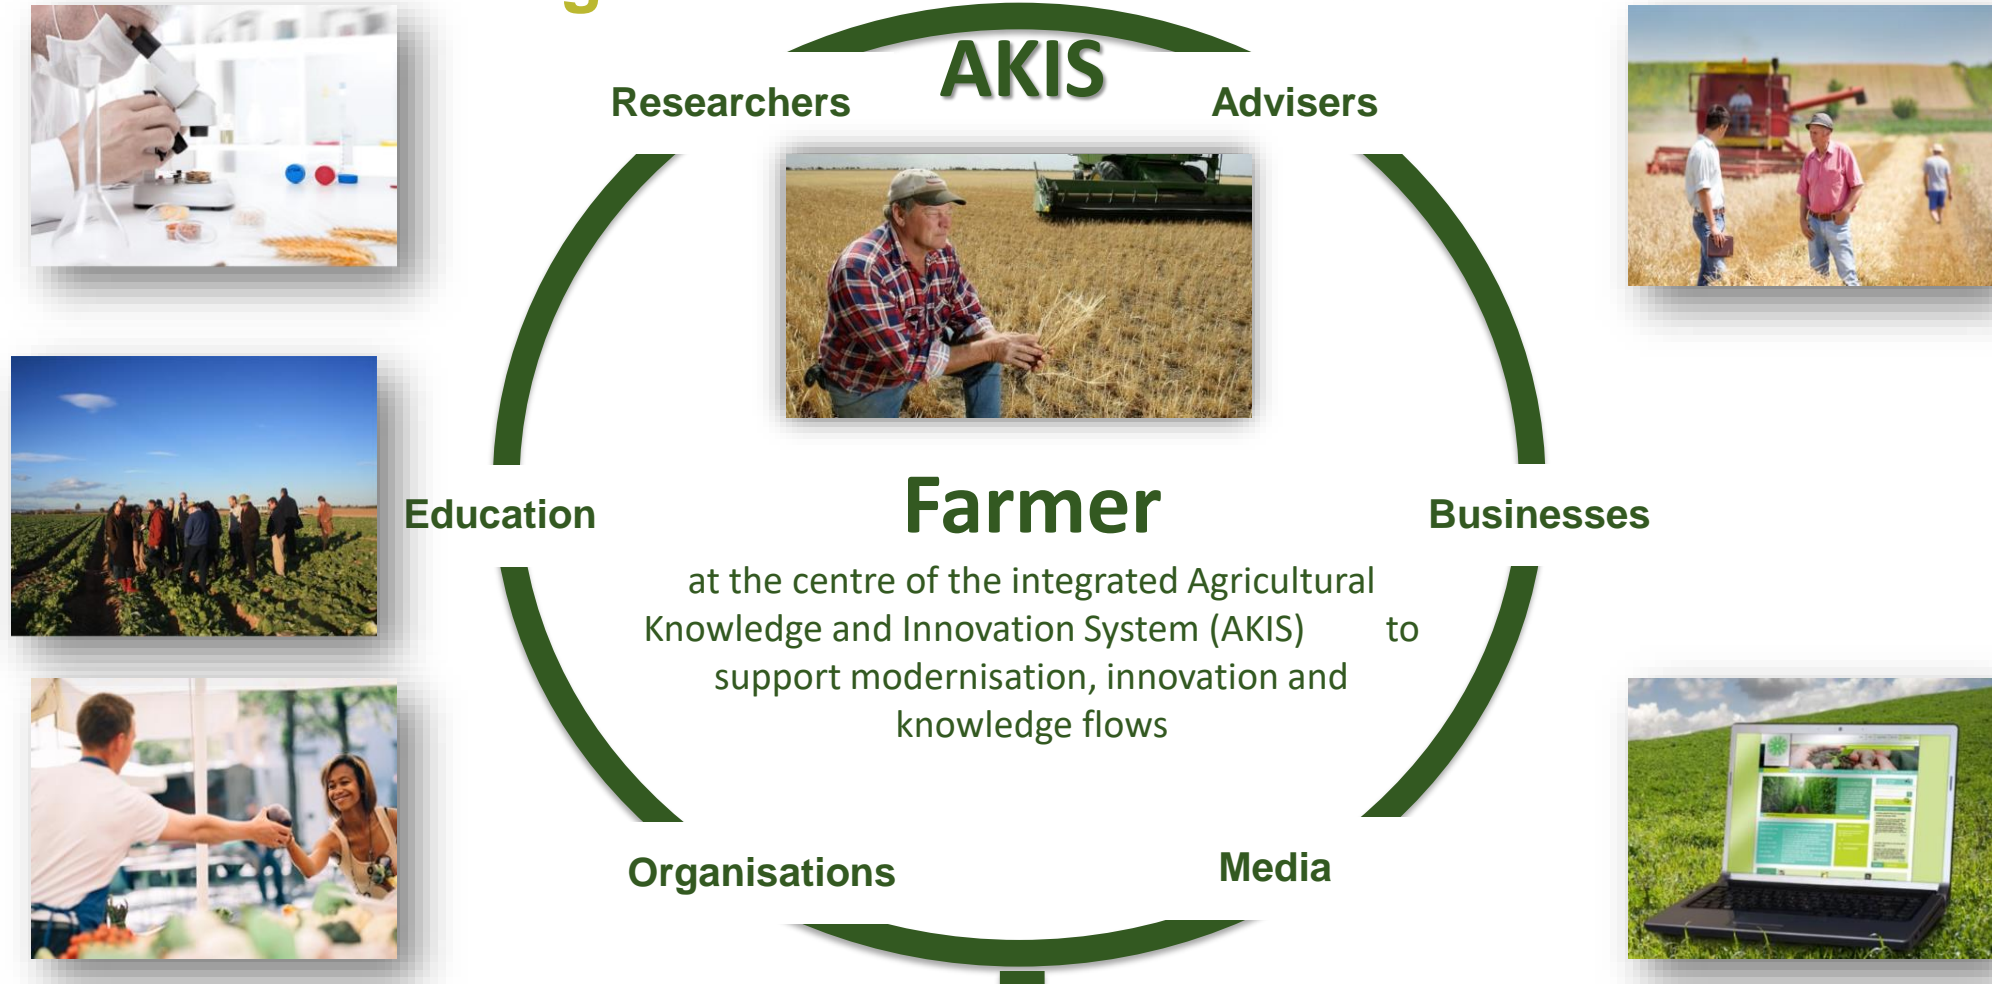 AKIS
Researchers
Advisers
Education
Farmer
Businesses
at the centre of the integrated Agricultural
Knowledge and Innovation System (AKIS) to
support modernisation, innovation and
knowledge flows
Organisations
Media